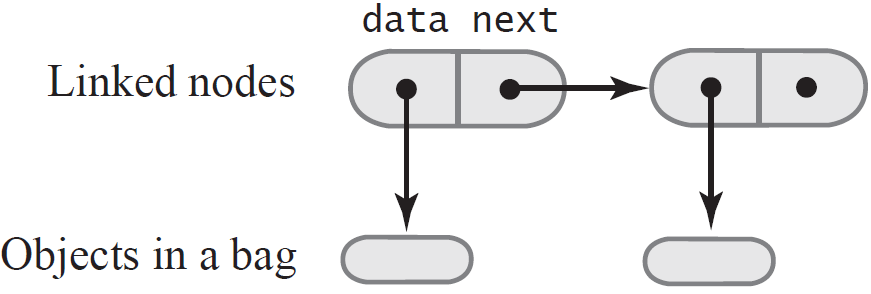 data next
Linked nodes
Objects in a bag